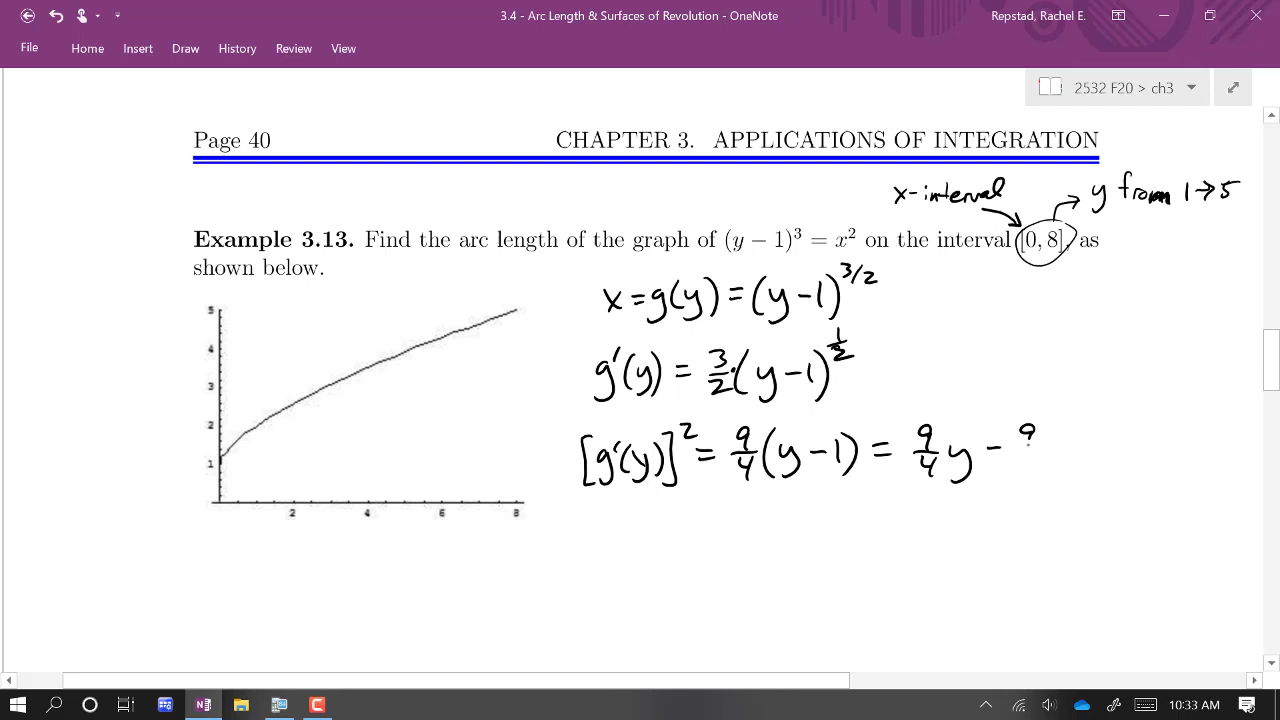 3.4 - Arc Length & Surfaces of Revolution - OneNote
Repstad, Rachel E.
File Home Insert Draw History Review View
2532 F20 > ch3
Page 40 CHAPTER 3. APPLICATIONS OF INTEGRATION
x-interval y from 1→5
Example 3.13. Find the arc length of the graph of (y − 1)³ = x² on the interval [0, 8], as
shown below.
x = g(y) = (y − 1)^{3/2}
g'(y) = 3/2 · (y − 1)^{1/2}
[g'(y)]² = 9/4 (y − 1) = 9/4 y − 9
5
4
3
2
1
2 4 6 8
10:33 AM